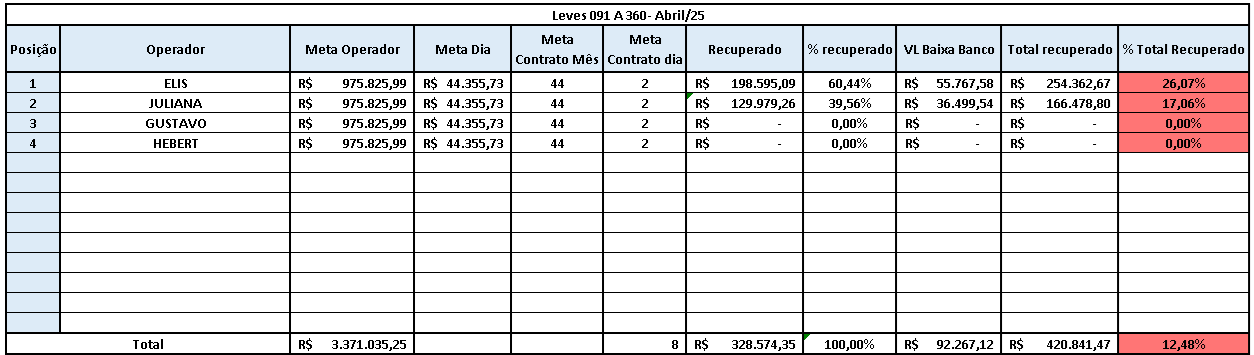 Leves 091 A 360- Abril/25
Posição Operador Meta Operador Meta Dia Meta Contrato Mês Meta Contrato dia Recuperado % recuperado VL Baixa Banco Total recuperado % Total Recuperado
1 ELIS R$ 975.825,99 R$ 44.355,73 44 2 R$ 198.595,09 60,44% R$ 55.767,58 R$ 254.362,67 26,07%
2 JULIANA R$ 975.825,99 R$ 44.355,73 44 2 R$ 129.979,26 39,56% R$ 36.499,54 R$ 166.478,80 17,06%
3 GUSTAVO R$ 975.825,99 R$ 44.355,73 44 2 R$ - 0,00% R$ - R$ - 0,00%
4 HEBERT R$ 975.825,99 R$ 44.355,73 44 2 R$ - 0,00% R$ - R$ - 0,00%
Total R$ 3.371.035,25 8 R$ 328.574,35 100,00% R$ 92.267,12 R$ 420.841,47 12,48%